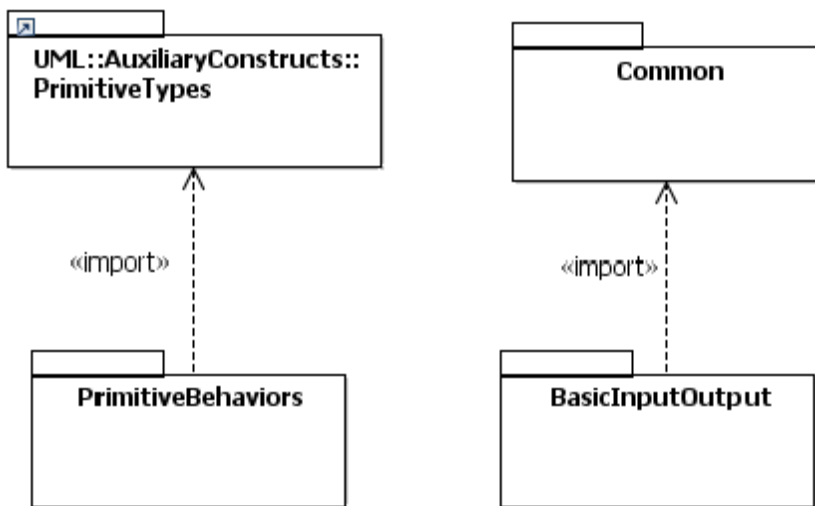 UML::AuxiliaryConstructs::
PrimitiveTypes
Common
«import»
«import»
PrimitiveBehaviors
BasicInputOutput